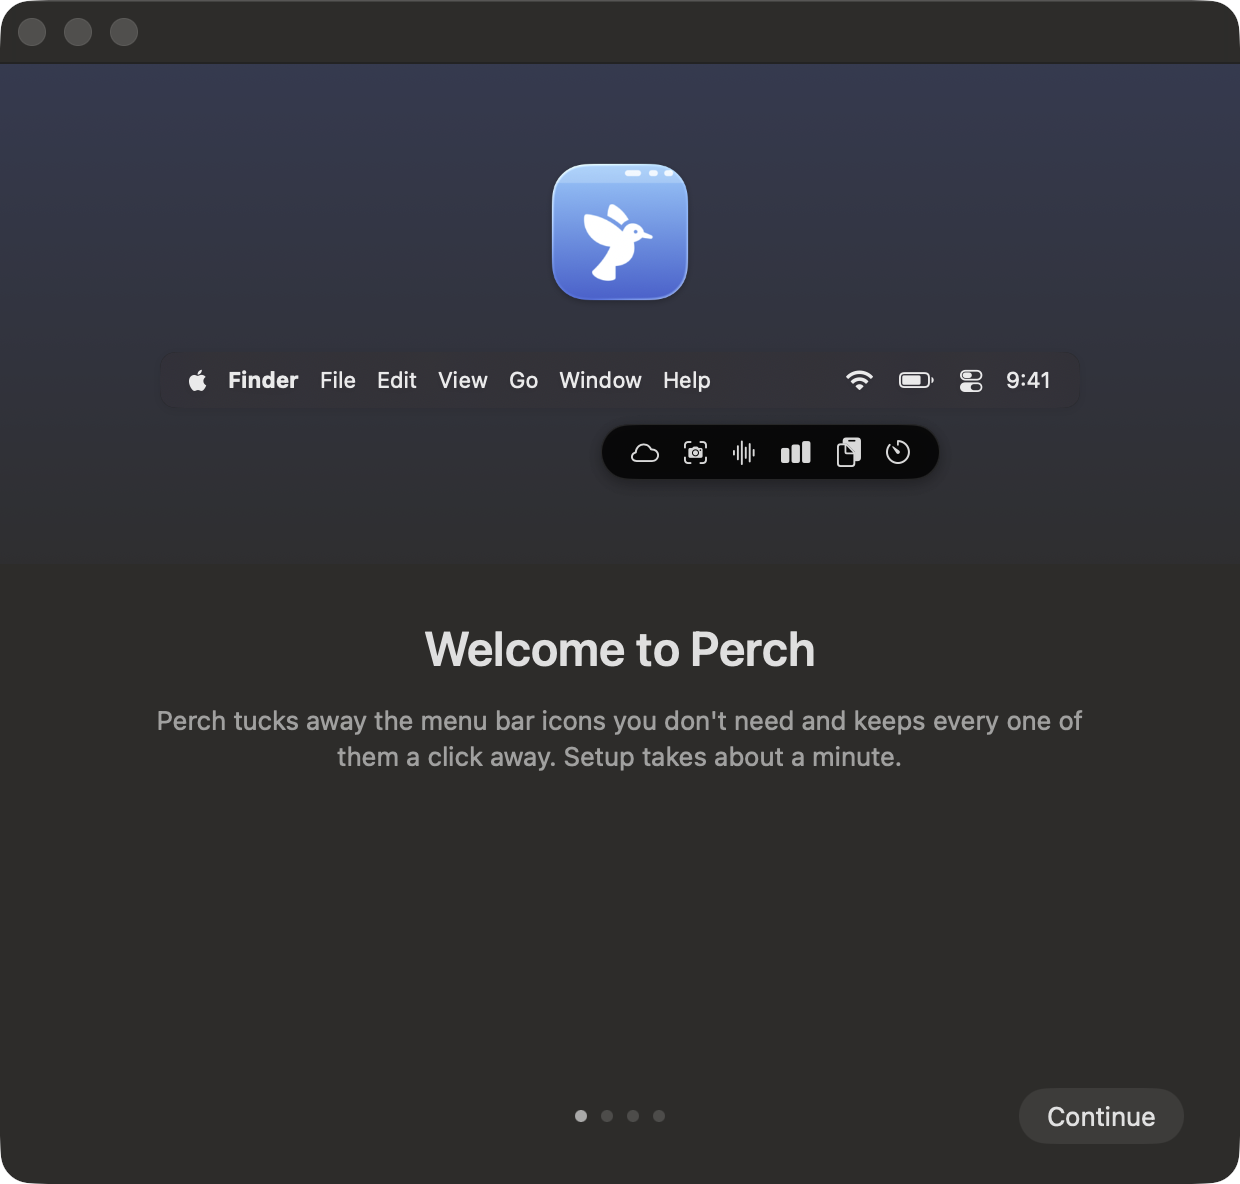 Finder File Edit View Go Window Help 9:41
Welcome to Perch
Perch tucks away the menu bar icons you don't need and keeps every one of
them a click away. Setup takes about a minute.
Continue